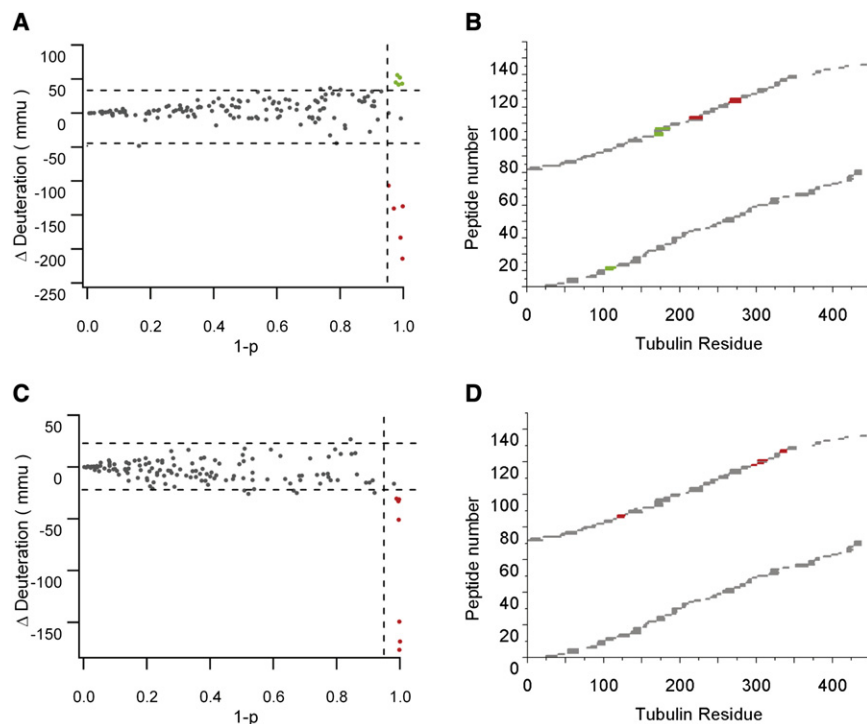 A
100
50
0
-50
-100
-150
-200
-250
Δ Deuteration ( mmu )
0.0 0.2 0.4 0.6 0.8 1.0
1-p
B
140
120
100
80
60
40
20
0
Peptide number
100 200 300 400
Tubulin Residue
C
50
0
-50
-100
-150
Δ Deuteration ( mmu )
0.0 0.2 0.4 0.6 0.8 1.0
1-p
D
140
120
100
80
60
40
20
0
Peptide number
100 200 300 400
Tubulin Residue